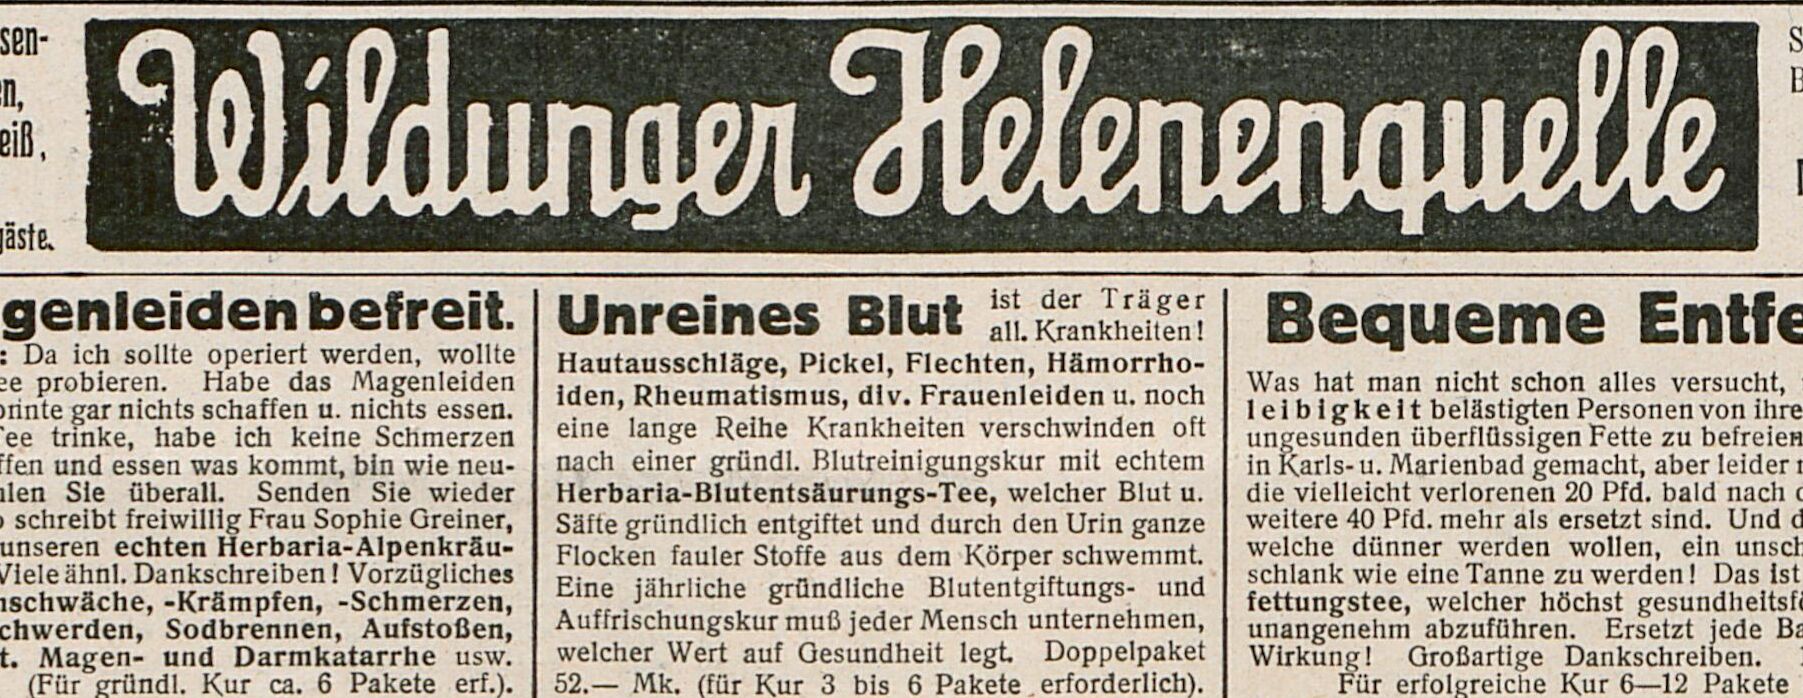 sen-
en,
eiß,
gäste.
Wildunger Helenenquelle
genleiden befreit.
: Da ich sollte operiert werden, wollte
ee probieren. Habe das Magenleiden
onnte gar nichts schaffen u. nichts essen.
Tee trinke, habe ich keine Schmerzen
ffen und essen was kommt, bin wie neu-
hlen Sie überall. Senden Sie wieder
o schreibt freiwillig Frau Sophie Greiner,
unseren echten Herbaria-Alpenkräu-
Viele ähnl. Dankschreiben! Vorzügliches
nschwäche, -Krämpfen, -Schmerzen,
chwerden, Sodbrennen, Aufstoßen,
t. Magen- und Darmkatarrhe usw.
(Für gründl. Kur ca. 6 Pakete erf.).
Unreines Blut ist der Träger
all. Krankheiten!
Hautausschläge, Pickel, Flechten, Hämorrho-
iden, Rheumatismus, div. Frauenleiden u. noch
eine lange Reihe Krankheiten verschwinden oft
nach einer gründl. Blutreinigungskur mit echtem
Herbaria-Blutentsäurungs-Tee, welcher Blut u.
Säfte gründlich entgiftet und durch den Urin ganze
Flocken fauler Stoffe aus dem Körper schwemmt.
Eine jährliche gründliche Blutentgiftungs- und
Auffrischungskur muß jeder Mensch unternehmen,
welcher Wert auf Gesundheit legt. Doppelpaket
52.— Mk. (für Kur 3 bis 6 Pakete erforderlich).
Bequeme Entfe
Was hat man nicht schon alles versucht,
leibigkeit belästigten Personen von ihre
ungesunden überflüssigen Fette zu befreien
in Karls- u. Marienbad gemacht, aber leider
die vielleicht verlorenen 20 Pfd. bald nach
weitere 40 Pfd. mehr als ersetzt sind. Und d
welche dünner werden wollen, ein unsch
schlank wie eine Tanne zu werden! Das ist
fettungstee, welcher höchst gesundheitsfö
unangenehm abzuführen. Ersetzt jede Ba
Wirkung! Großartige Dankschreiben.
Für erfolgreiche Kur 6—12 Pakete